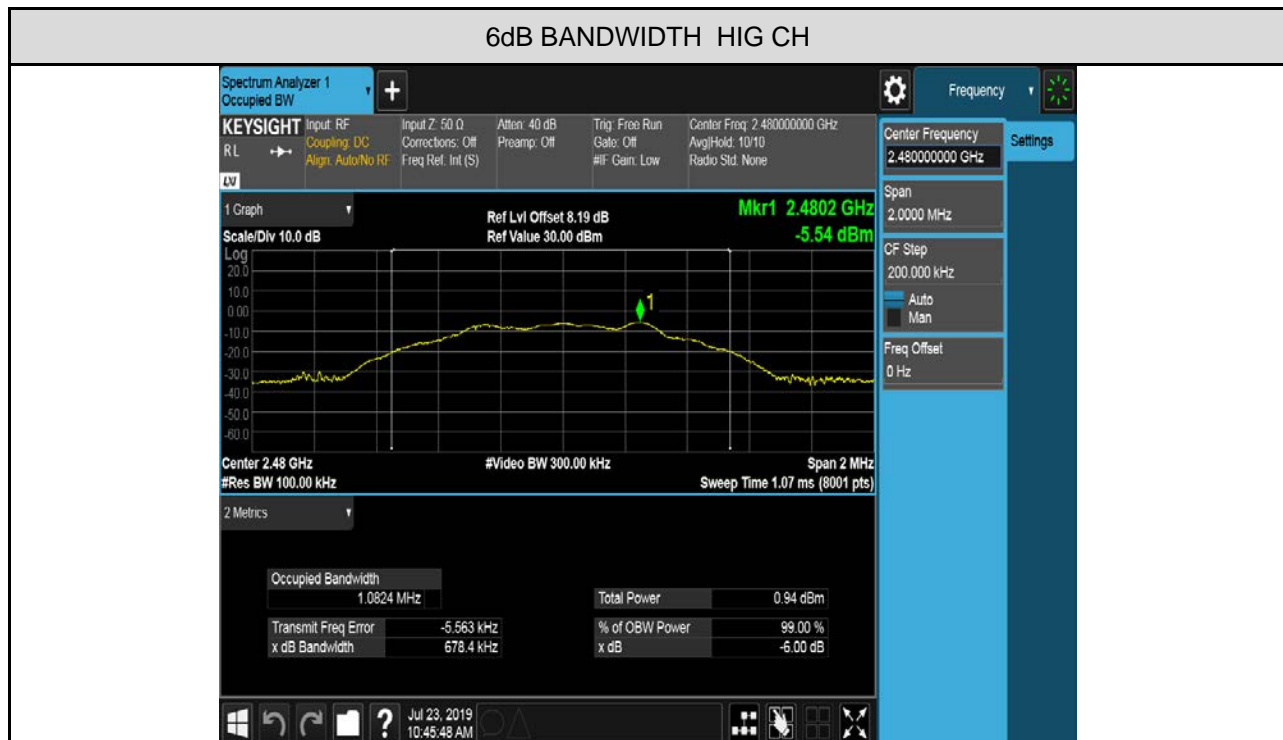 6dB BANDWIDTH HIG CH
Spectrum Analyzer 1
Occupied BW
+
Frequency
KEYSIGHT
RL
LXI
Input: RF
Coupling: DC
Align: Auto/No RF
Input Z: 50 Ω
Corrections: Off
Freq Ref: Int (S)
Atten: 40 dB
Preamp: Off
Trig: Free Run
Gate: Off
#IF Gain: Low
Center Freq: 2.480000000 GHz
Avg|Hold: 10/10
Radio Std: None
Center Frequency
2.480000000 GHz
Settings
Span
2.0000 MHz
CF Step
200.000 kHz
Auto
Man
Freq Offset
0 Hz
1 Graph
Scale/Div 10.0 dB
Ref Lvl Offset 8.19 dB
Ref Value 30.00 dBm
Mkr1 2.4802 GHz
-5.54 dBm
Log
20.0
10.0
0.00
-10.0
-20.0
-30.0
-40.0
-50.0
-60.0
1
Center 2.48 GHz
#Res BW 100.00 kHz
#Video BW 300.00 kHz
Span 2 MHz
Sweep Time 1.07 ms (8001 pts)
2 Metrics
Occupied Bandwidth
1.0824 MHz
Total Power 0.94 dBm
Transmit Freq Error -5.563 kHz
% of OBW Power 99.00 %
x dB Bandwidth 678.4 kHz
x dB -6.00 dB
?
Jul 23, 2019
10:45:48 AM